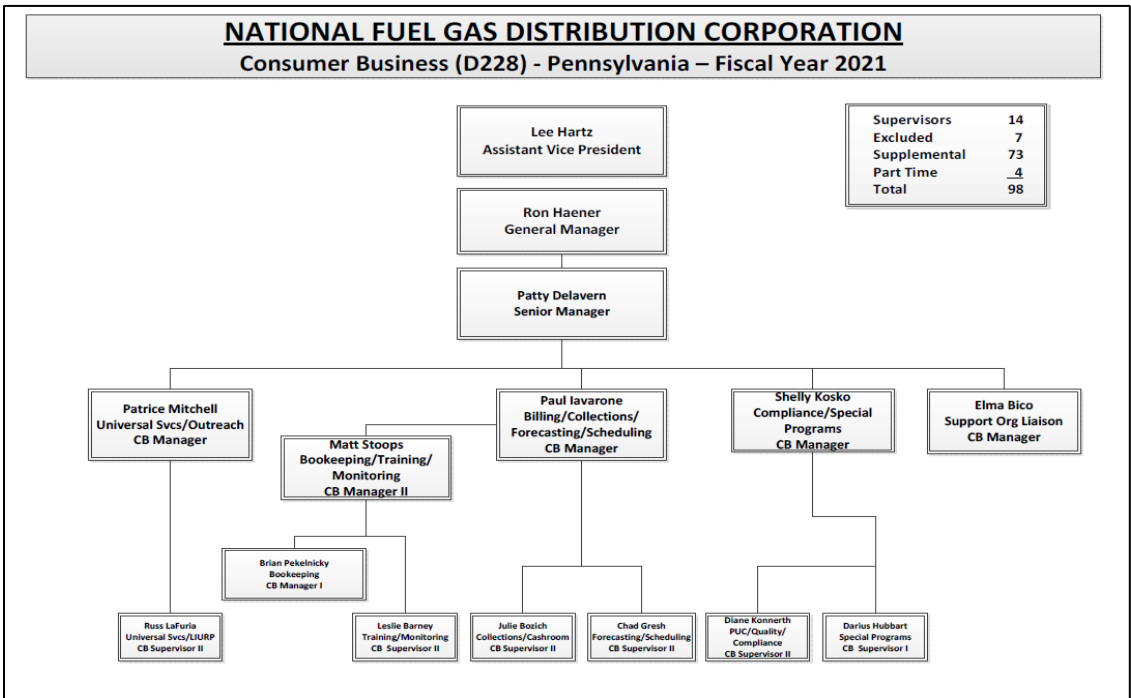 NATIONAL FUEL GAS DISTRIBUTION CORPORATION
Consumer Business (D228) - Pennsylvania – Fiscal Year 2021
Lee Hartz
Assistant Vice President
Supervisors 14
Excluded 7
Supplemental 73
Part Time 4
Total 98
Ron Haener
General Manager
Patty Delavern
Senior Manager
Patrice Mitchell
Universal Svcs/Outreach
CB Manager
Matt Stoops
Bookeeping/Training/
Monitoring
CB Manager II
Paul Iavarone
Billing/Collections/
Forecasting/Scheduling
CB Manager
Shelly Kosko
Compliance/Special
Programs
CB Manager
Elma Bico
Support Org Liaison
CB Manager
Brian Pekelnicky
Bookeeping
CB Manager I
Russ LaFuria
Universal Svcs/LIURP
CB Supervisor II
Leslie Barney
Training/Monitoring
CB Supervisor II
Julie Bozich
Collections/Cashroom
CB Supervisor II
Chad Gresh
Forecasting/Scheduling
CB Supervisor II
Diane Konnerth
PUC/Quality/
Compliance
CB Supervisor II
Darius Hubbart
Special Programs
CB Supervisor I